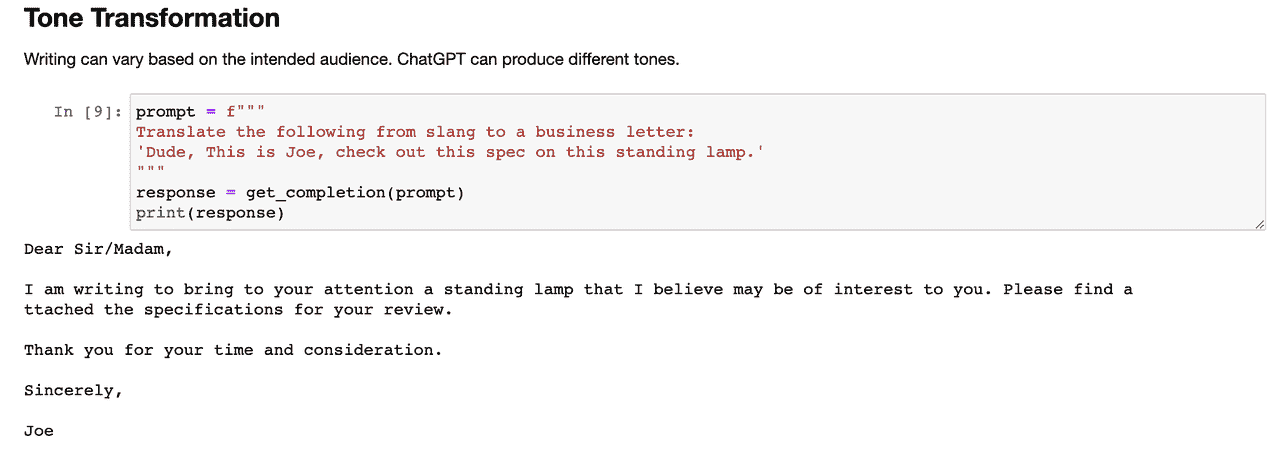 Tone Transformation
Writing can vary based on the intended audience. ChatGPT can produce different tones.
In [9]: prompt = f"""
Translate the following from slang to a business letter:
'Dude, This is Joe, check out this spec on this standing lamp.'
"""
response = get_completion(prompt)
print(response)
Dear Sir/Madam,
I am writing to bring to your attention a standing lamp that I believe may be of interest to you. Please find a
ttached the specifications for your review.
Thank you for your time and consideration.
Sincerely,
Joe